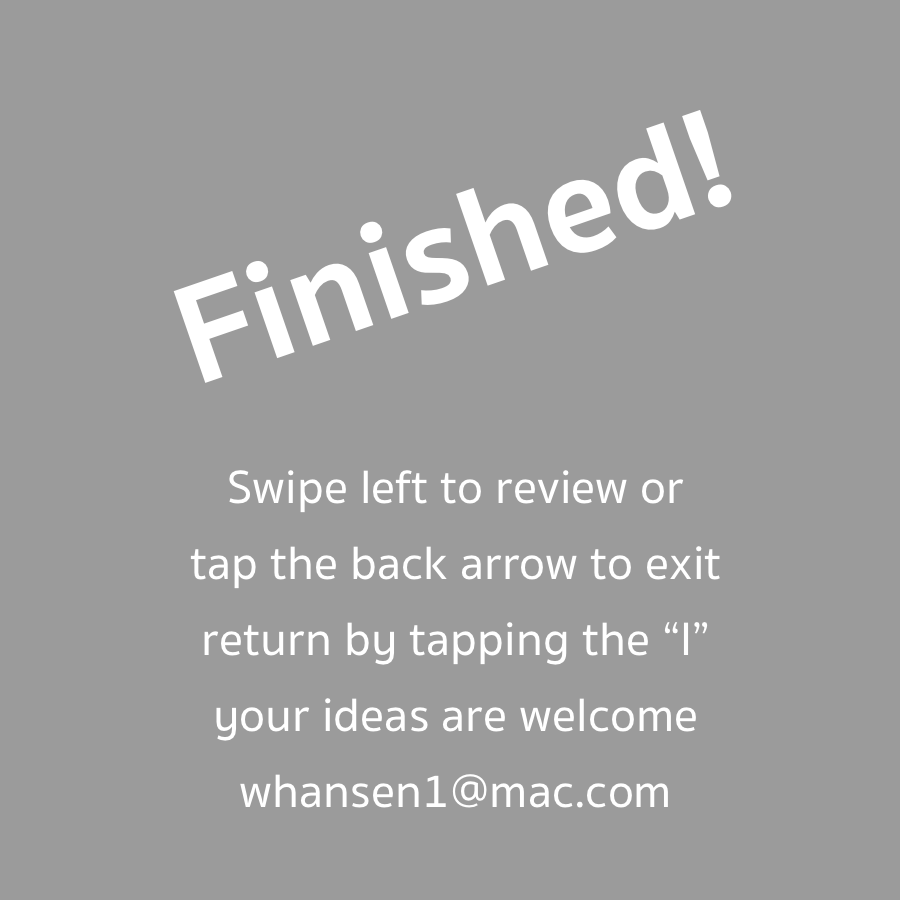 Finished!
Swipe left to review or
tap the back arrow to exit
return by tapping the “I”
your ideas are welcome
whansen1@mac.com